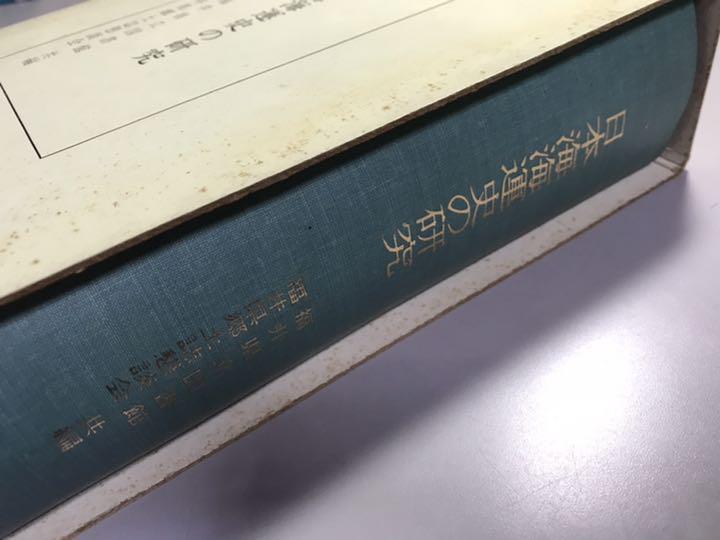 日本海海運史の研究
福井県立図書館 共編
福井県郷土誌懇談会
海運史の研究